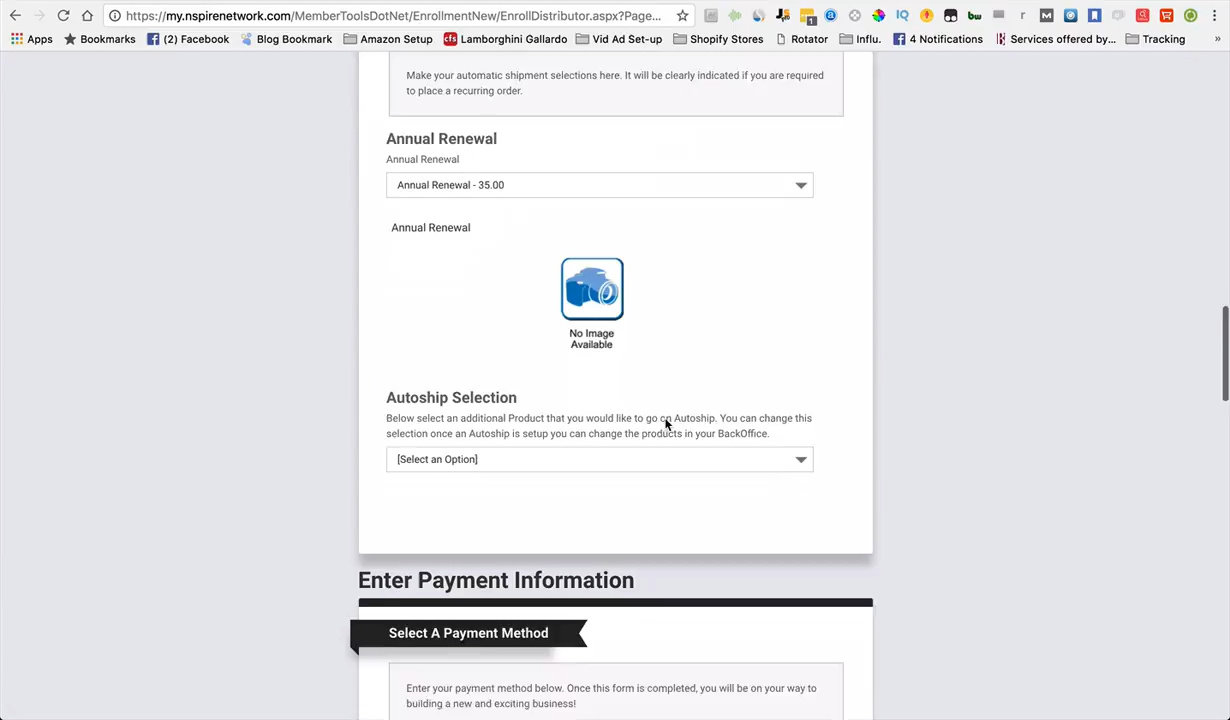 https://my.nspirenetwork.com/MemberToolsDotNet/EnrollmentNew/EnrollDistributor.aspx?Page...
Apps Bookmarks (2) Facebook Blog Bookmark Amazon Setup cfs Lamborghini Gallardo Vid Ad Set-up Shopify Stores Rotator Influ. 4 Notifications Services offered by... Tracking »
Make your automatic shipment selections here. It will be clearly indicated if you are required
to place a recurring order.
Annual Renewal
Annual Renewal
Annual Renewal - 35.00
Annual Renewal
No Image
Available
Autoship Selection
Below select an additional Product that you would like to go on Autoship. You can change this
selection once an Autoship is setup you can change the products in your BackOffice.
[Select an Option]
Enter Payment Information
Select A Payment Method
Enter your payment method below. Once this form is completed, you will be on your way to
building a new and exciting business!